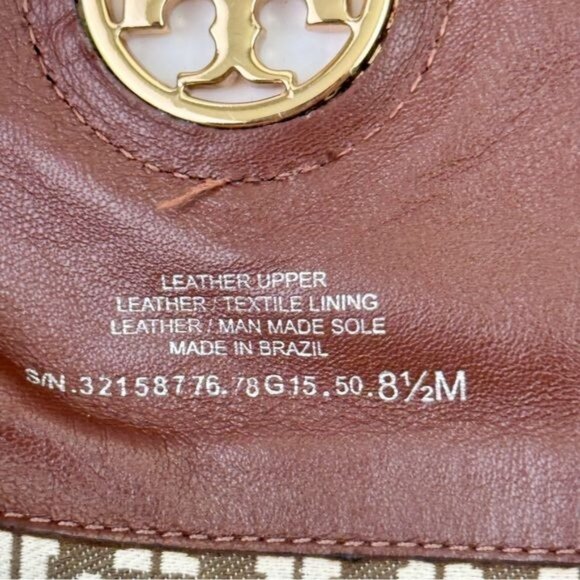 LEATHER UPPER
LEATHER / TEXTILE LINING
LEATHER / MAN MADE SOLE
MADE IN BRAZIL
S/N.32158776.78G15.50.8½M